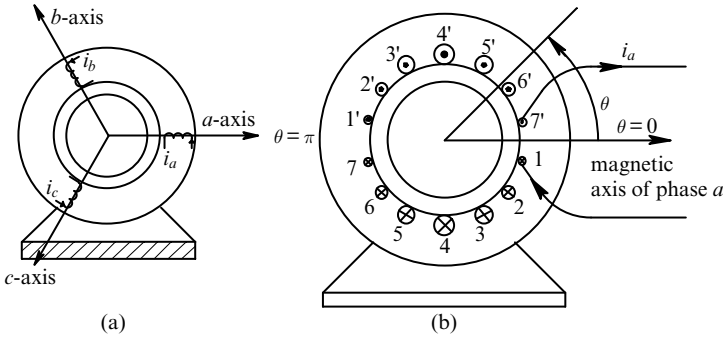 b-axis
i_b
a-axis
i_a
i_c
c-axis
(a)
4'
3'
5'
2'
6'
1'
7'
i_a
θ
θ = π
θ = 0
7
1
magnetic
axis of phase a
6
2
5
3
4
(b)